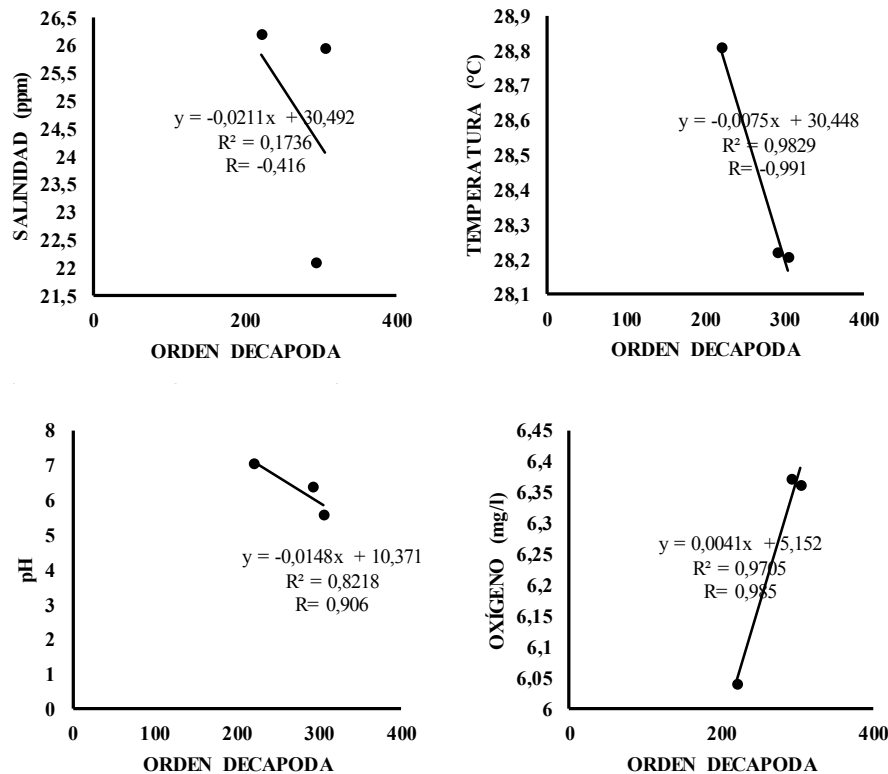 26,5
26
25,5
25
24,5
24
23,5
23
22,5
22
21,5
SALINIDAD (ppm)
y = -0,0211x + 30,492
R² = 0,1736
R= -0,416
0 200 400
ORDEN DECAPODA
28,9
28,8
28,7
28,6
28,5
28,4
28,3
28,2
28,1
TEMPERATURA (°C)
y = -0,0075x + 30,448
R² = 0,9829
R= -0,991
0 100 200 300 400
ORDEN DECAPODA
8
7
6
5
4
3
2
1
0
pH
y = -0,0148x + 10,371
R² = 0,8218
R= 0,906
0 100 200 300 400
ORDEN DECAPODA
6,45
6,4
6,35
6,3
6,25
6,2
6,15
6,1
6,05
6
OXÍGENO (mg/l)
y = 0,0041x + 5,152
R² = 0,9705
R= 0,985
0 200 400
ORDEN DECAPODA